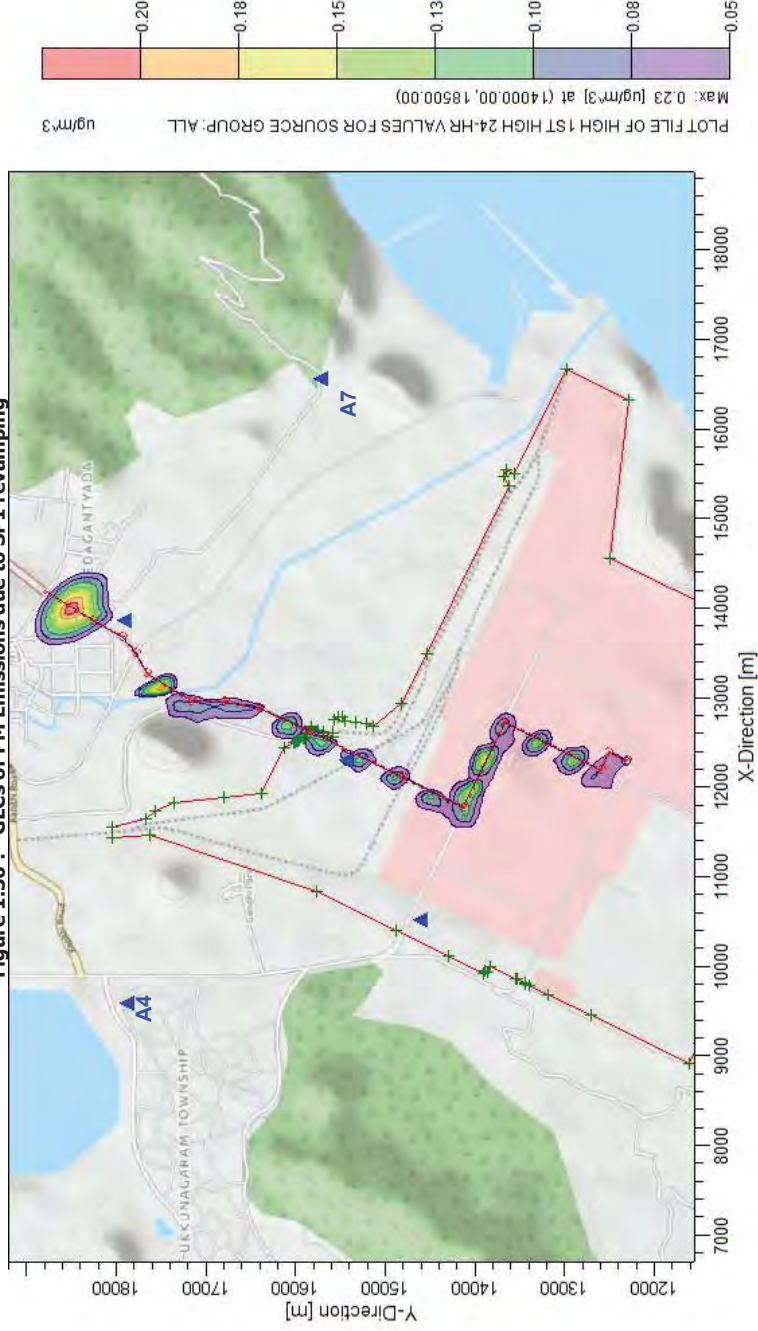 Figure 1.30 : GLCs of PM Emissions due to SP1 revamping
A4
UKKUNAGARAM TOWNSHIP
EDAGANTYADA
A7
Y-Direction [m]
18000
17000
16000
15000
14000
13000
12000
X-Direction [m]
7000
8000
9000
10000
11000
12000
13000
14000
15000
16000
17000
18000
PLOT FILE OF HIGH 1ST HIGH 24-HR VALUES FOR SOURCE GROUP: ALL
ug/m^3
Max: 0.23 [ug/m^3] at (14000.00, 18500.00)
0.05
0.08
0.10
0.13
0.15
0.18
0.20